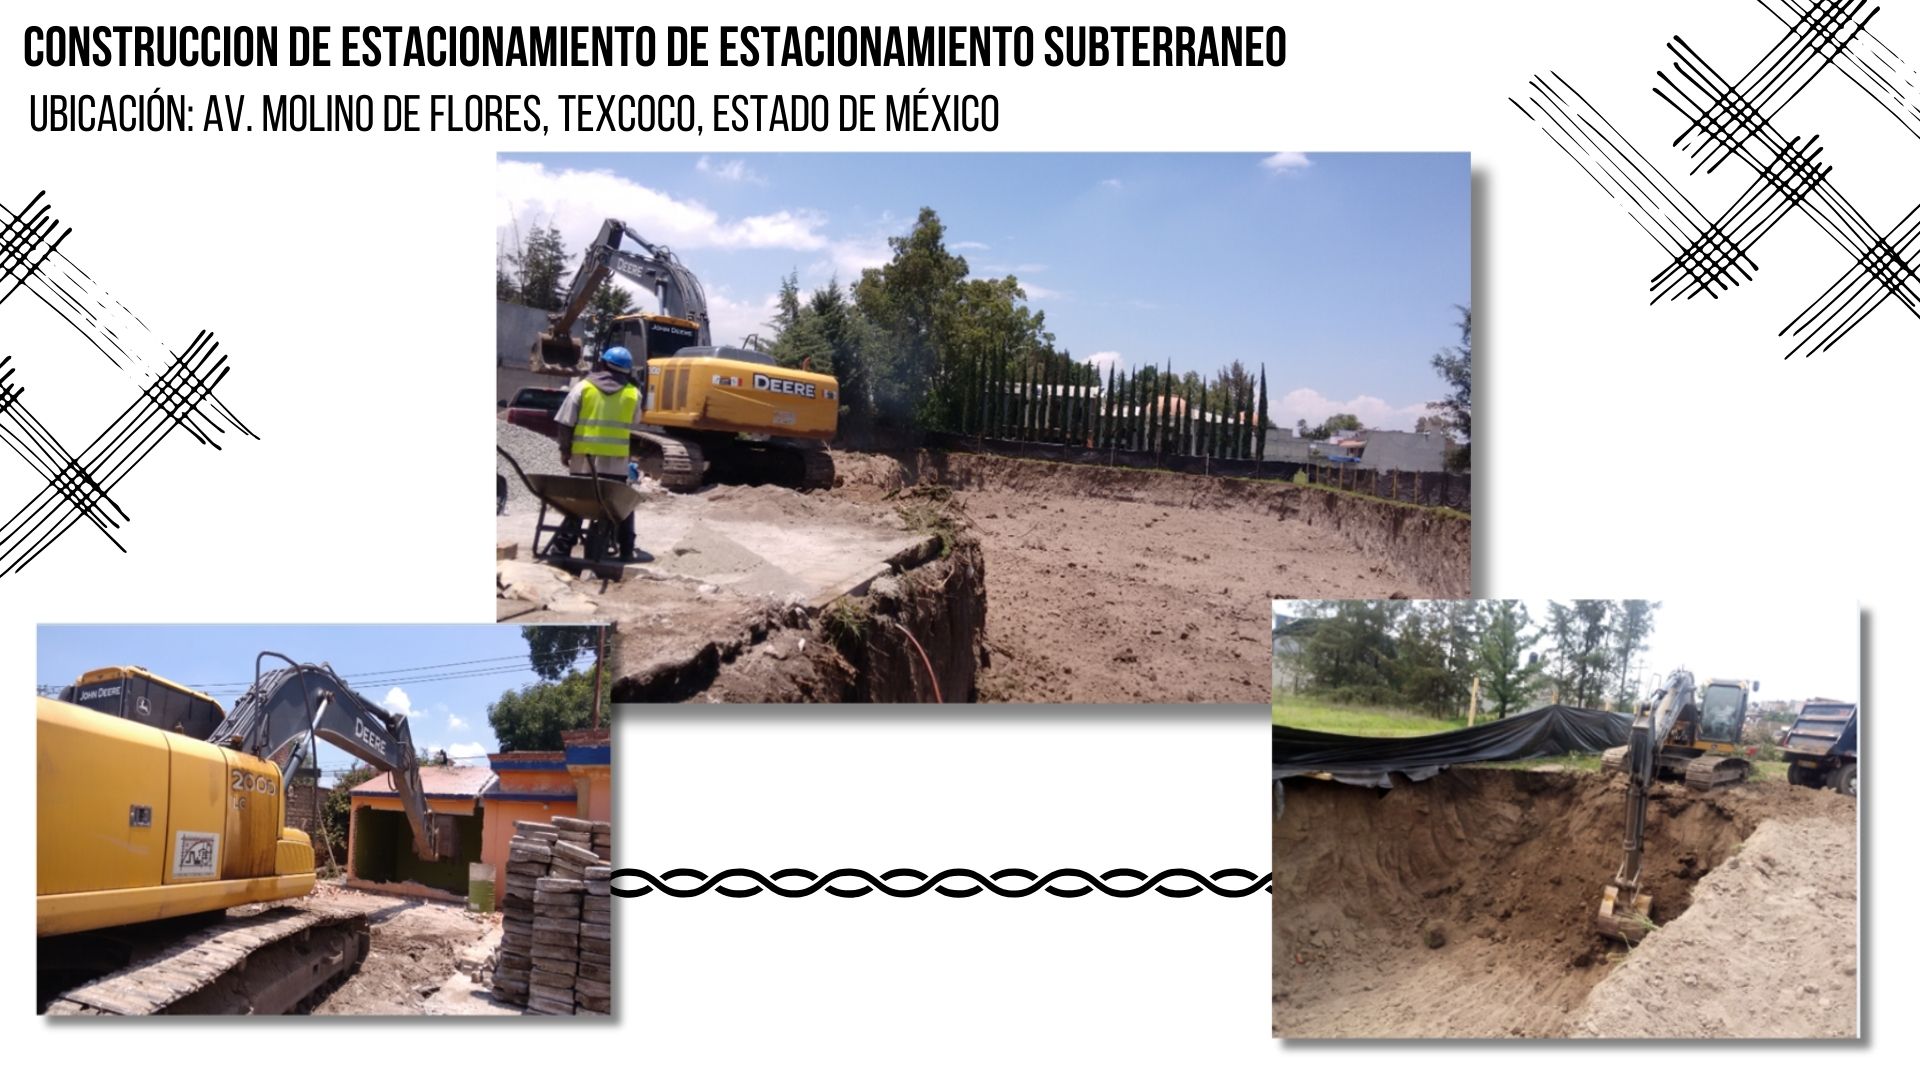 CONSTRUCCION DE ESTACIONAMIENTO DE ESTACIONAMIENTO SUBTERRANEO
UBICACIÓN: AV. MOLINO DE FLORES, TEXCOCO, ESTADO DE MÉXICO
DEERE
JOHN DEERE
DEERE
JOHN DEERE
DEERE
200D
LC